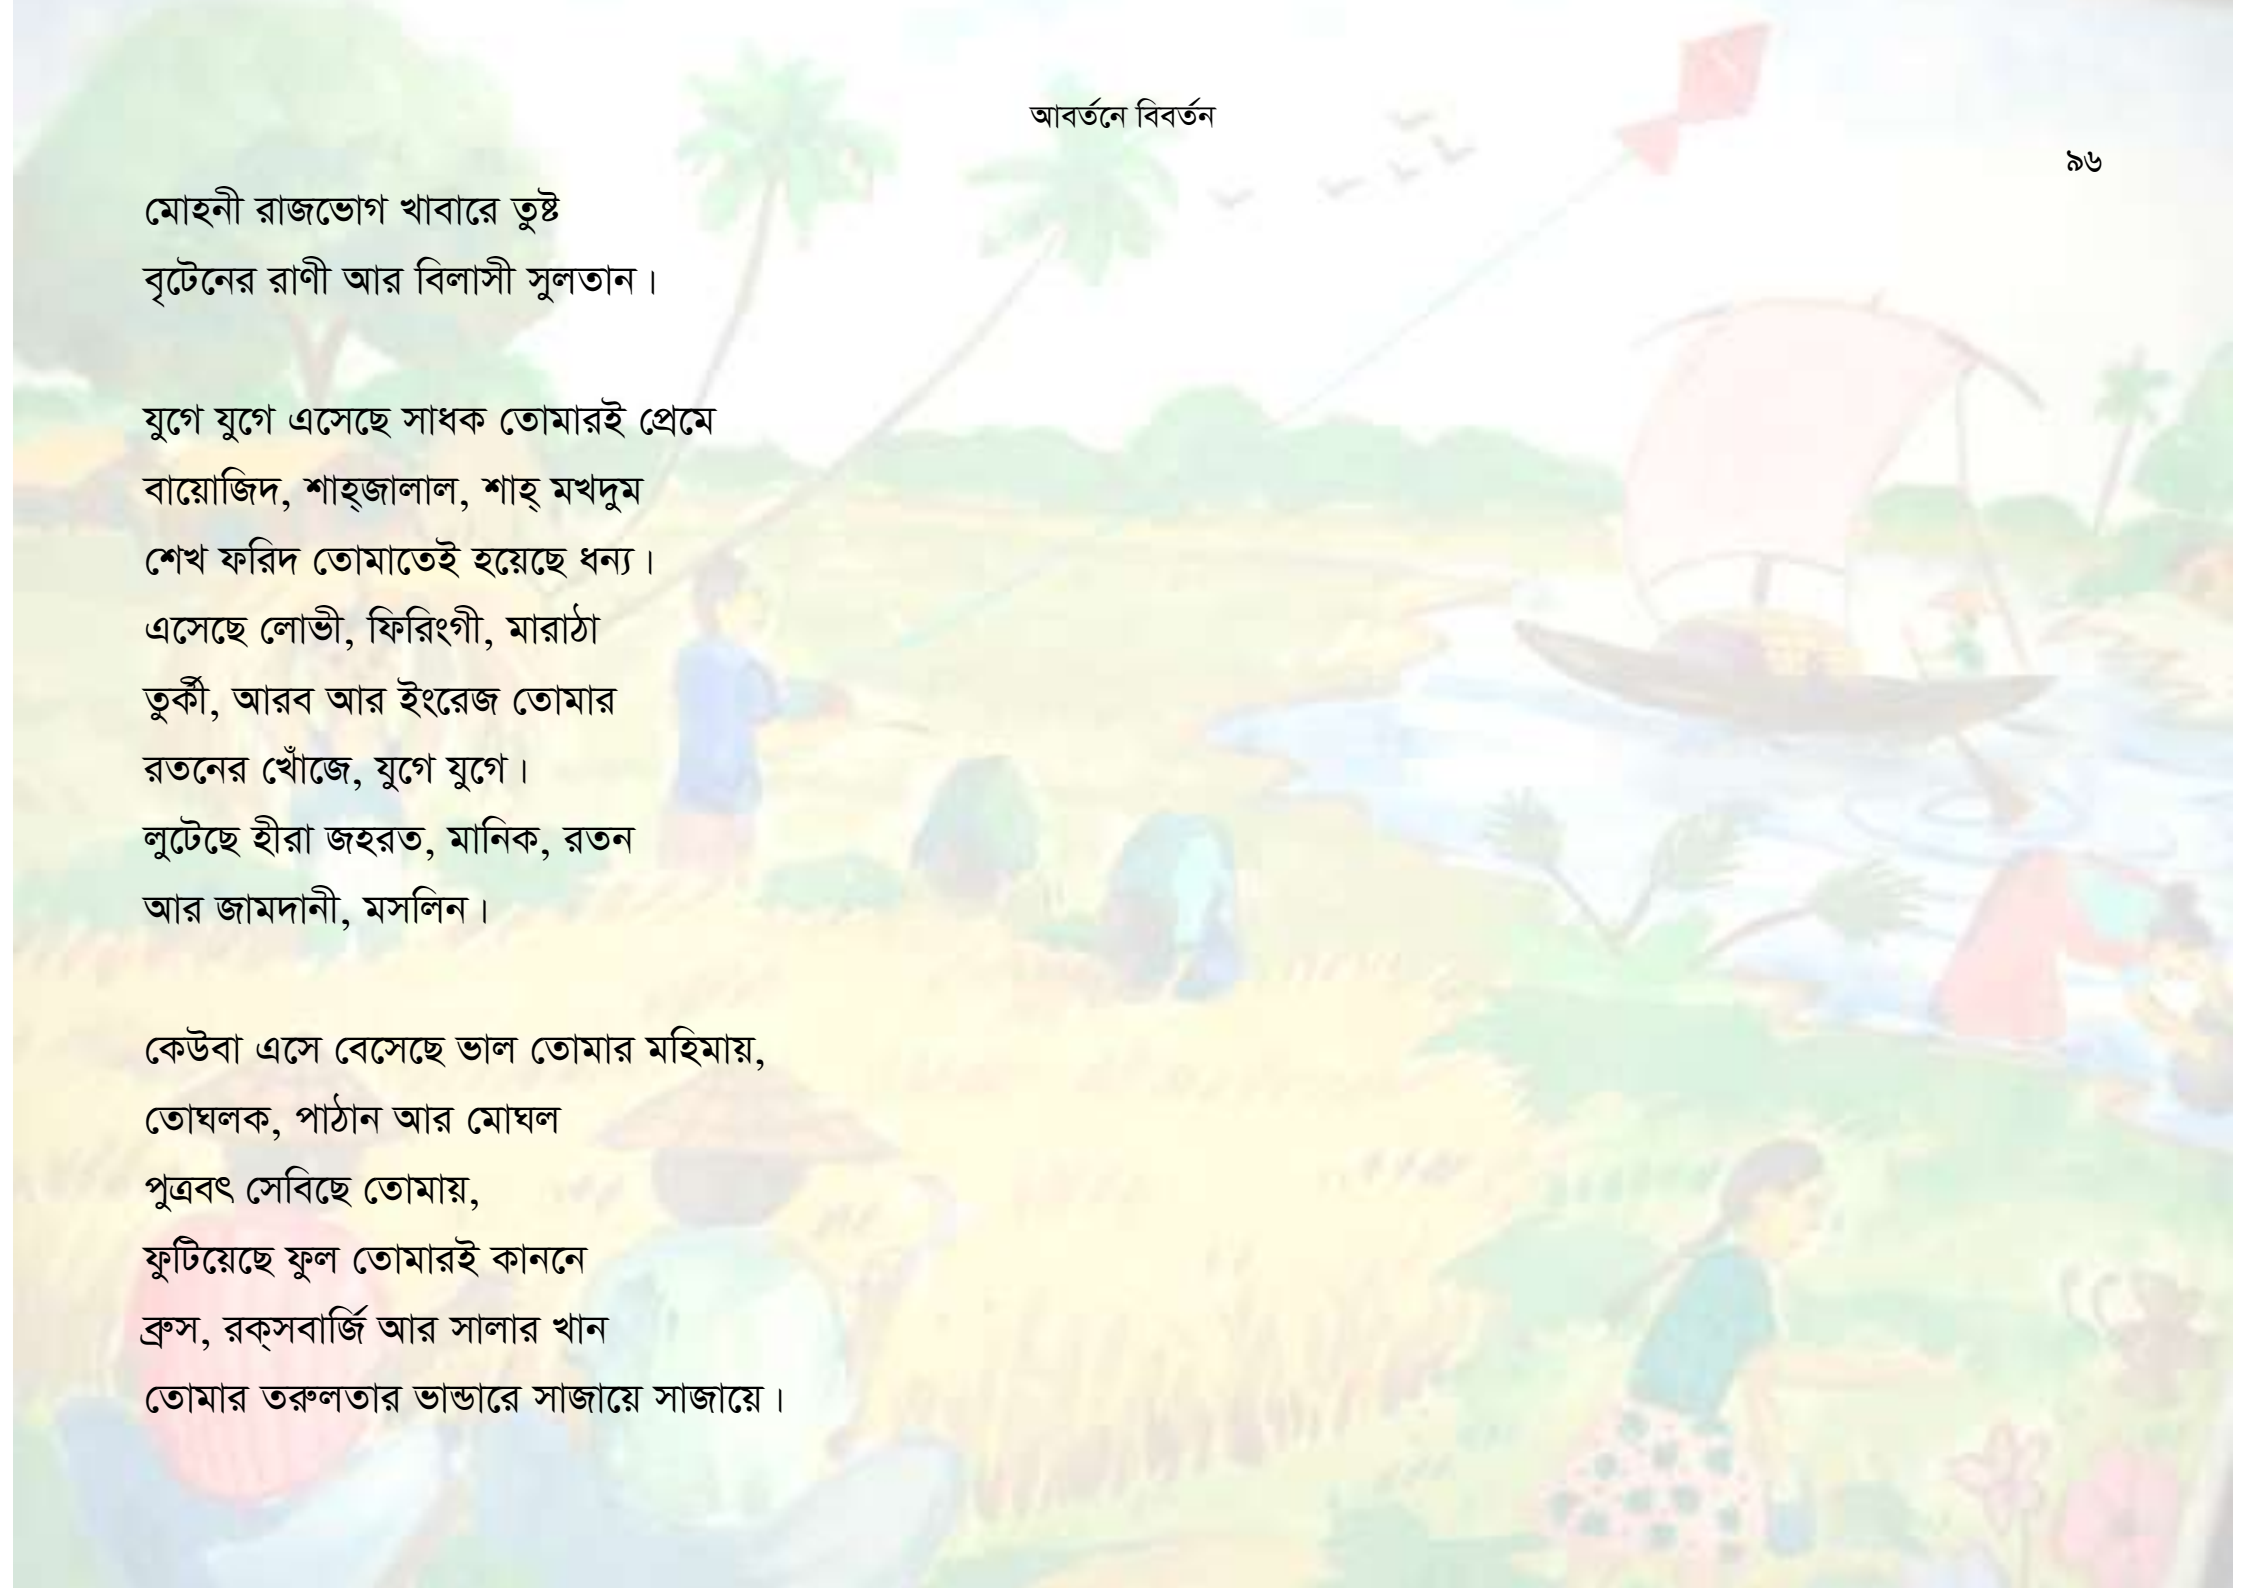 আবর্তনে বিবর্তন
৯৬
মোহনী রাজভোগ খাবারে তুষ্ট
বৃটেনের রাণী আর বিলাসী সুলতান।
যুগে যুগে এসেছে সাধক তোমারই প্রেমে
বায়োজিদ, শাহ্‌জালাল, শাহ্‌ মখদুম
শেখ ফরিদ তোমাতেই হয়েছে ধন্য।
এসেছে লোভী, ফিরিংগী, মারাঠা
তুর্কী, আরব আর ইংরেজ তোমার
রতনের খোঁজে, যুগে যুগে।
লুটেছে হীরা জহরত, মানিক, রতন
আর জামদানী, মসলিন।
কেউবা এসে বেসেছে ভাল তোমার মহিমায়,
তোঘলক, পাঠান আর মোঘল
পুত্রবৎ সেবিছে তোমায়,
ফুটিয়েছে ফুল তোমারই কাননে
ব্রুস, রক্‌সবার্জি আর সালার খান
তোমার তরুলতার ভান্ডারে সাজায়ে সাজায়ে।